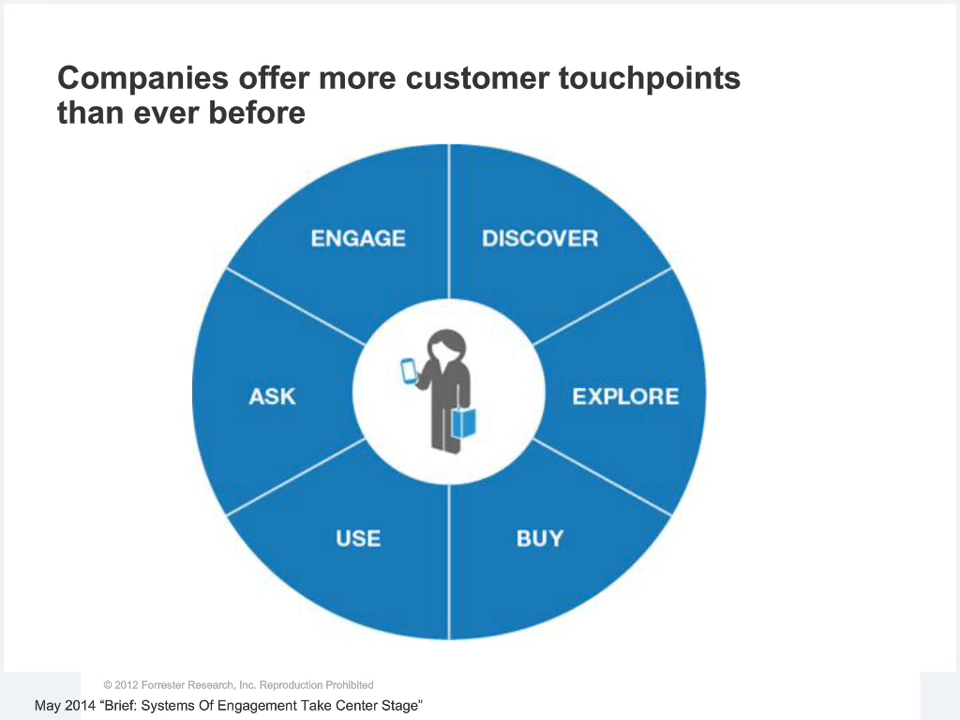 Companies offer more customer touchpoints
than ever before
ENGAGE
DISCOVER
ASK
EXPLORE
USE
BUY
© 2012 Forrester Research, Inc. Reproduction Prohibited
May 2014 “Brief: Systems Of Engagement Take Center Stage”